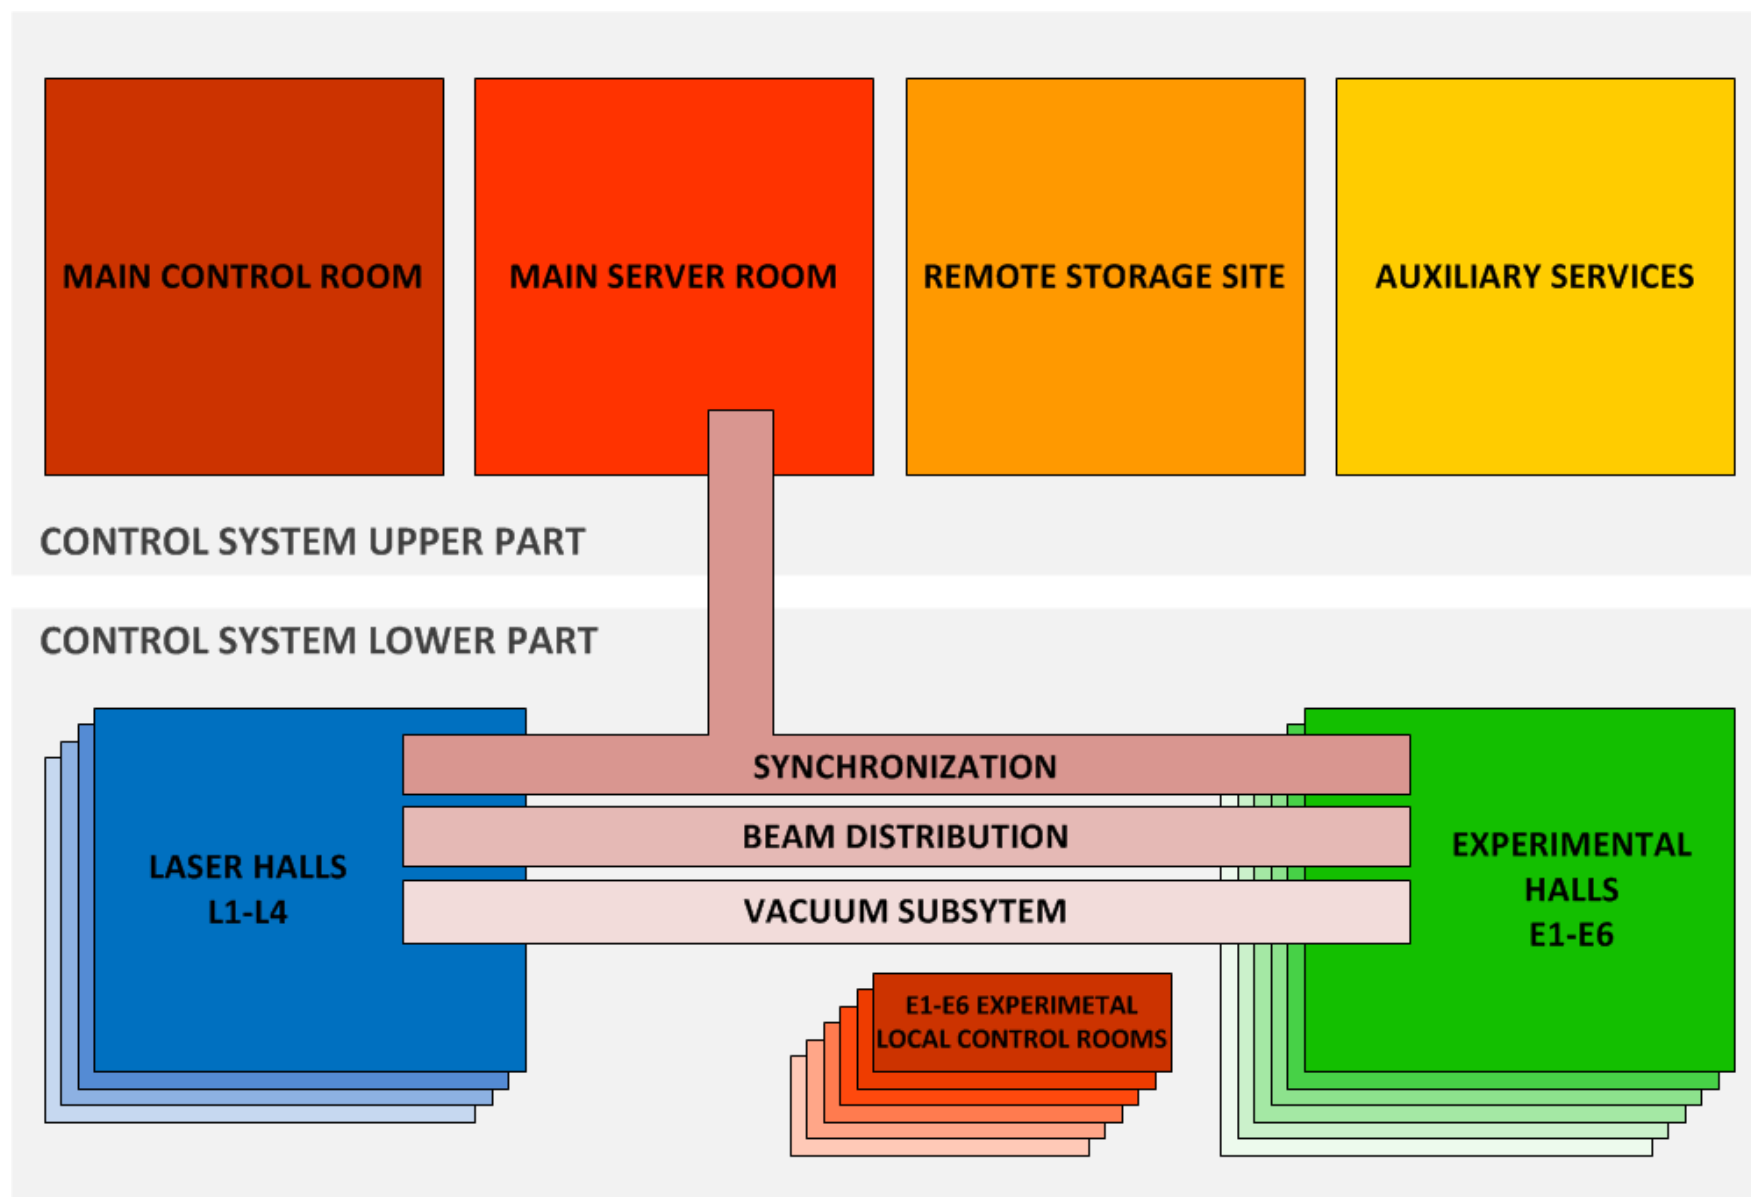 MAIN CONTROL ROOM
MAIN SERVER ROOM
REMOTE STORAGE SITE
AUXILIARY SERVICES
CONTROL SYSTEM UPPER PART
CONTROL SYSTEM LOWER PART
SYNCHRONIZATION
BEAM DISTRIBUTION
VACUUM SUBSYTEM
LASER HALLS
L1-L4
EXPERIMENTAL
HALLS
E1-E6
E1-E6 EXPERIMETAL
LOCAL CONTROL ROOMS